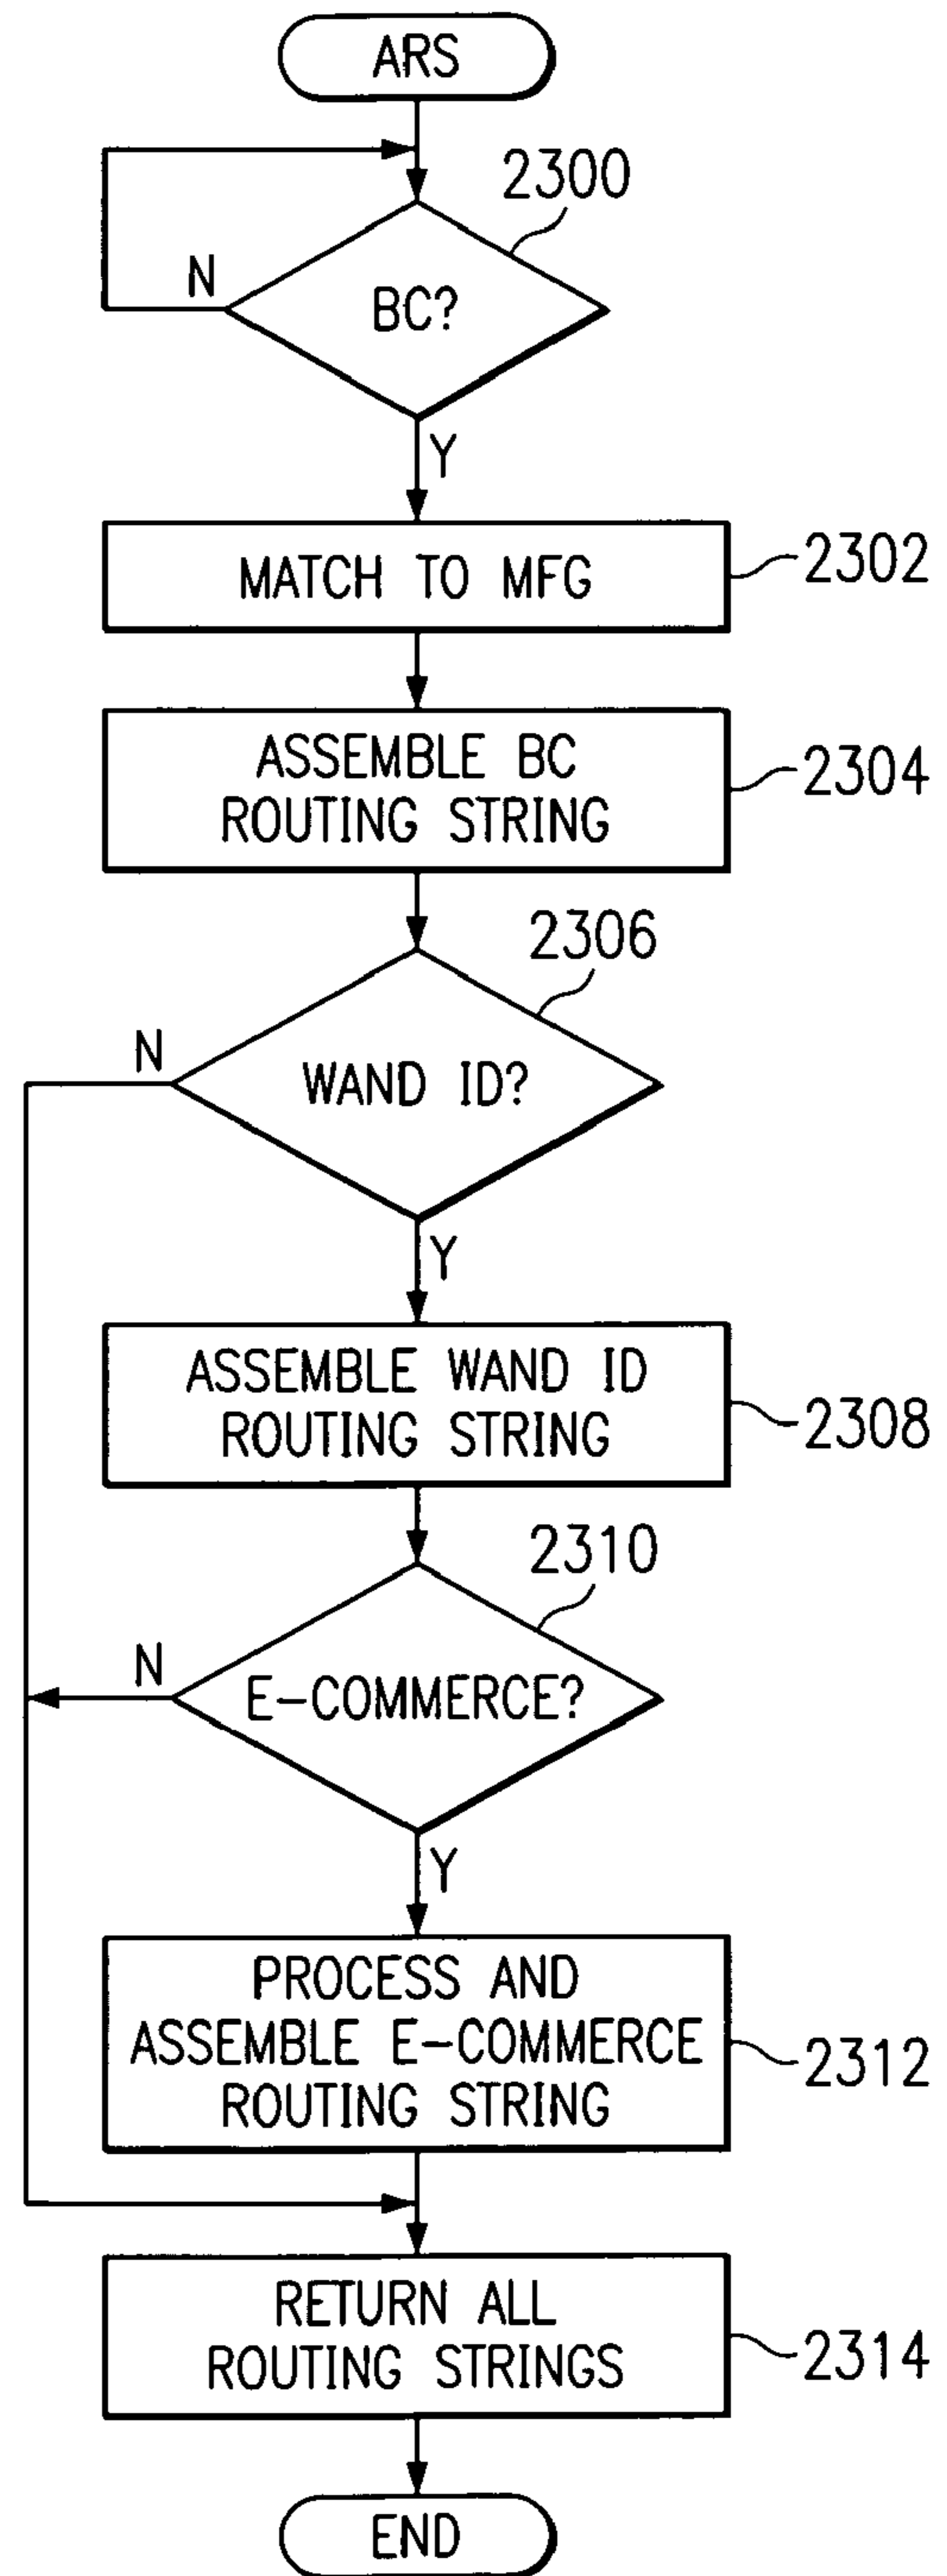 ARS
2300
N
BC?
Y
MATCH TO MFG
2302
ASSEMBLE BC
ROUTING STRING
2304
2306
N
WAND ID?
Y
ASSEMBLE WAND ID
ROUTING STRING
2308
2310
N
E-COMMERCE?
Y
PROCESS AND
ASSEMBLE E-COMMERCE
ROUTING STRING
2312
RETURN ALL
ROUTING STRINGS
2314
END